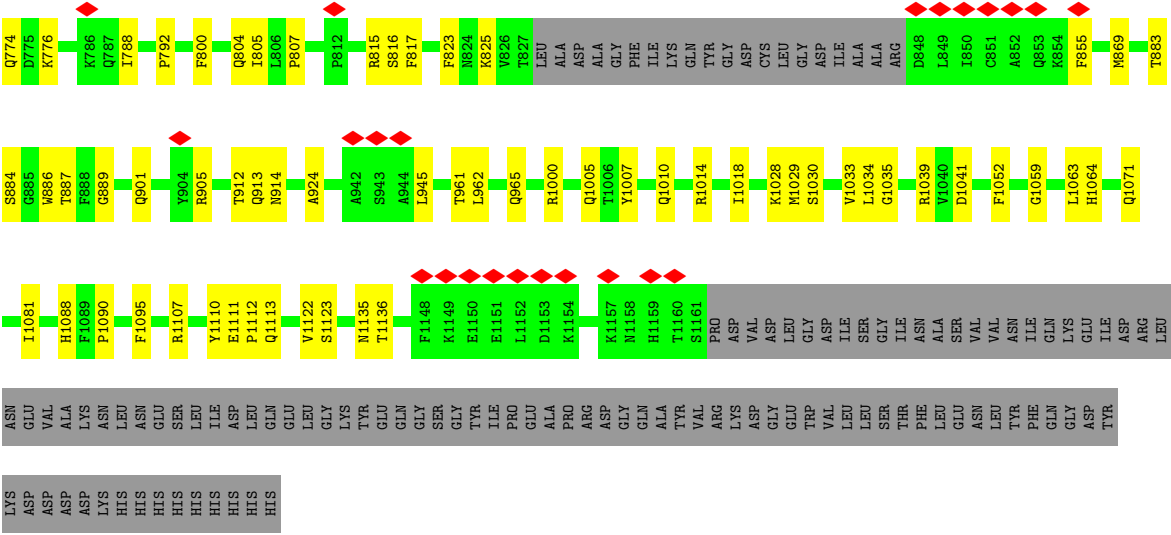 Q774 D775 K776 K786 Q787 I788 P792 F800 Q804 I805 L806 P807 P812 R815 S816 F817 F823 N824 K825 V826 T827 LEU ALA ASP ALA GLY PHE ILE LYS GLN TYR GLY ASP CYS LEU GLY ASP ILE ALA ALA ARG D848 L849 I850 C851 A852 Q853 K854 F855 M869 T883
S884 G885 W886 T887 F888 G889 Q901 Y904 R905 T912 Q913 N914 A924 A942 S943 A944 L945 T961 L962 Q965 R1000 Q1005 T1006 Y1007 Q1010 R1014 I1018 K1028 M1029 S1030 V1033 L1034 G1035 R1039 V1040 D1041 F1052 G1059 L1063 H1064 Q1071
I1081 H1088 F1089 P1090 F1095 R1107 Y1110 E1111 P1112 Q1113 V1122 S1123 N1135 T1136 F1148 K1149 E1150 E1151 L1152 D1153 K1154 K1157 N1158 H1159 T1160 S1161 PRO ASP VAL ASP LEU GLY ASP ILE SER GLY ILE ASN ALA SER VAL VAL ASN ILE GLN LYS GLU ILE ASP ARG LEU
ASN GLU VAL ALA LYS ASN LEU ASN GLU SER LEU ILE ASP LEU GLN GLU LEU GLY LYS TYR GLU GLN GLY SER GLY TYR ILE PRO GLU ALA PRO ARG ASP GLY GLN ALA TYR VAL ARG LYS ASP GLY GLU TRP VAL LEU LEU SER THR PHE LEU GLU ASN LEU TYR PHE GLN GLY ASP TYR
LYS ASP ASP ASP ASP LYS HIS HIS HIS HIS HIS HIS HIS HIS